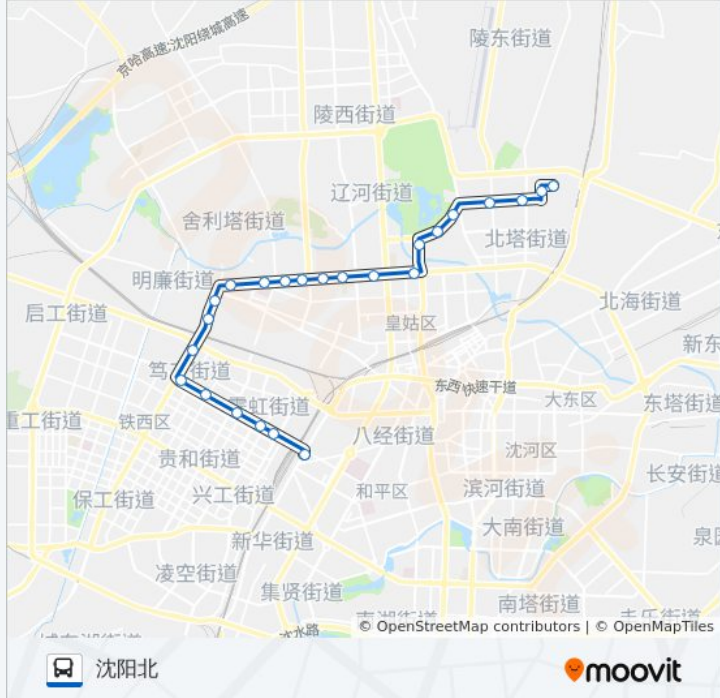 陵东街道
京哈高速;沈阳绕城高速
陵西街道
辽河街道
舍利塔街道
北塔街道
明廉街道
北海街道
启工街道
皇姑区
新东
街道
东西快速干道
大东区
霁虹街道
重工街道
铁西区
东塔街道
八经街道
沈河区
贵和街道
长安街道
和平区
滨河街道
保工街道
兴工街道
大南街道
新华街道
泉园
凌空街道
集贤街道
南塔街道
© OpenStreetMap contributors | © OpenMapTiles
沈阳北
moovit